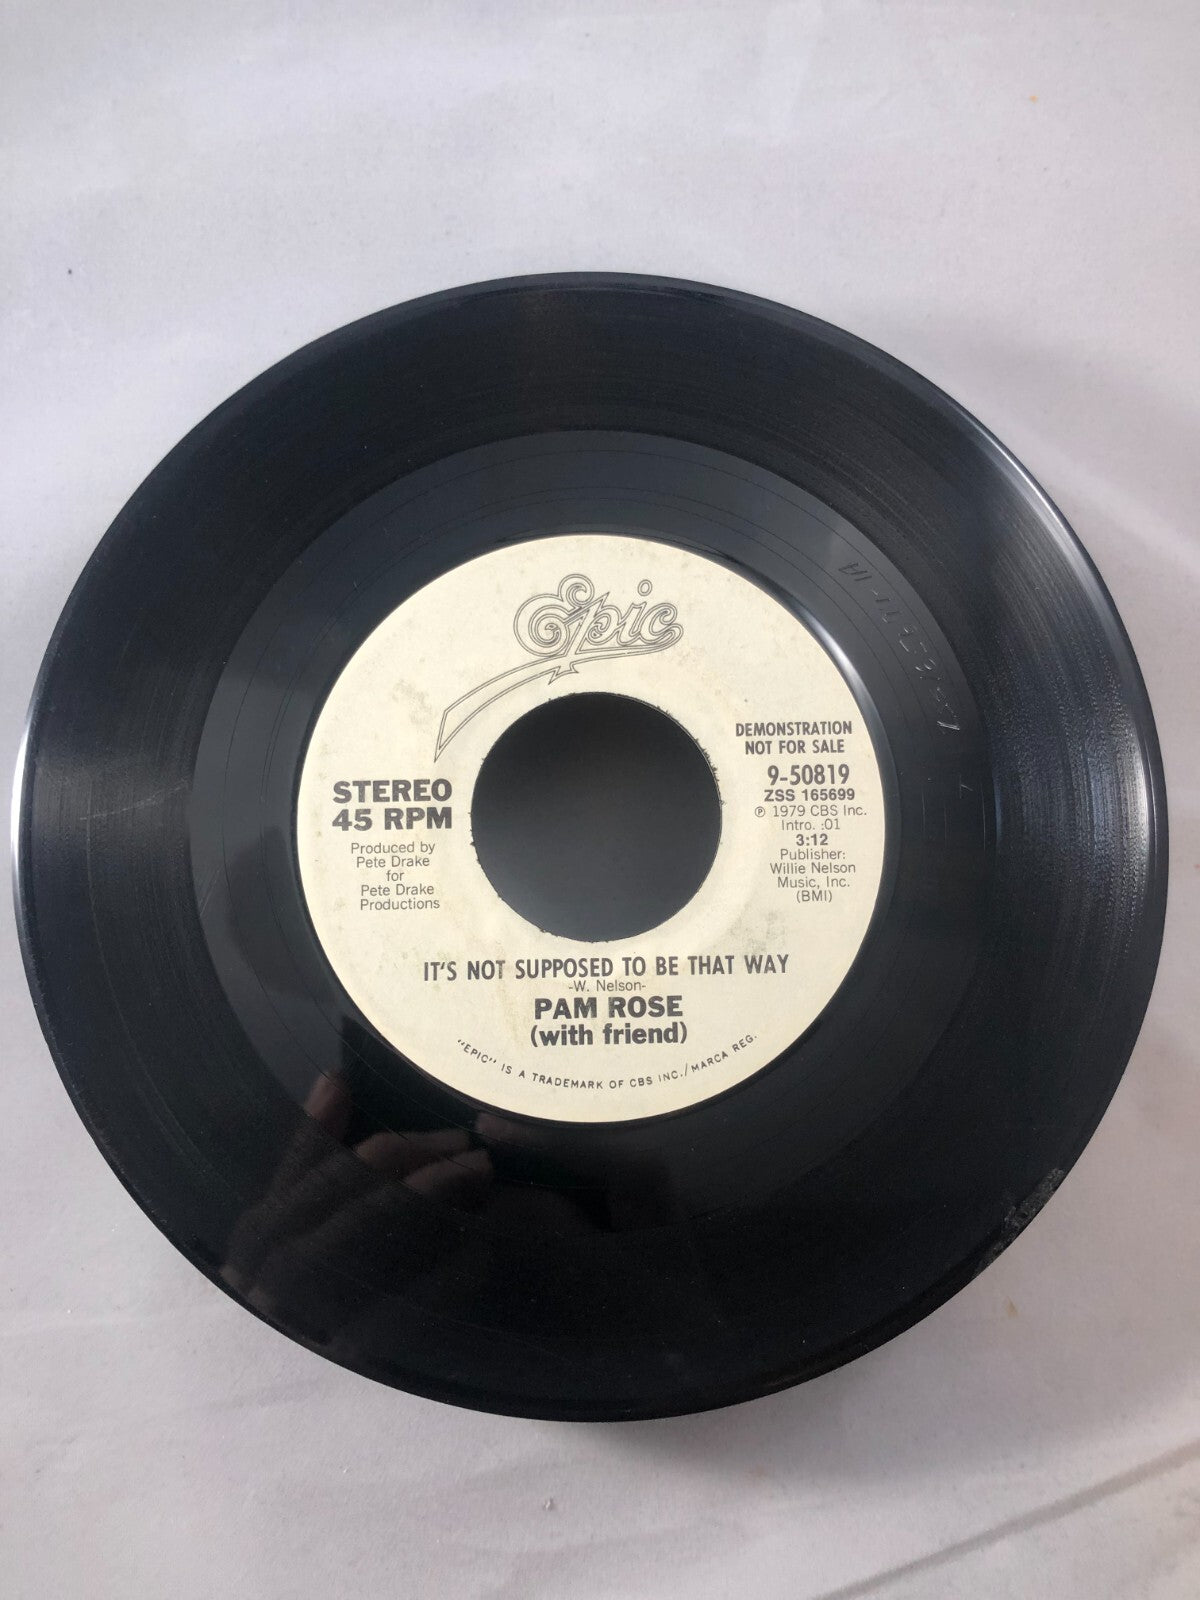 Epic
DEMONSTRATION
NOT FOR SALE
9-50819
ZSS 165699
℗ 1979 CBS Inc.
Intro. :01
3:12
Publisher:
Willie Nelson
Music, Inc.
(BMI)
STEREO
45 RPM
Produced by
Pete Drake
for
Pete Drake
Productions
IT'S NOT SUPPOSED TO BE THAT WAY
-W. Nelson-
PAM ROSE
(with friend)
"EPIC" IS A TRADEMARK OF CBS INC./MARCA REG.